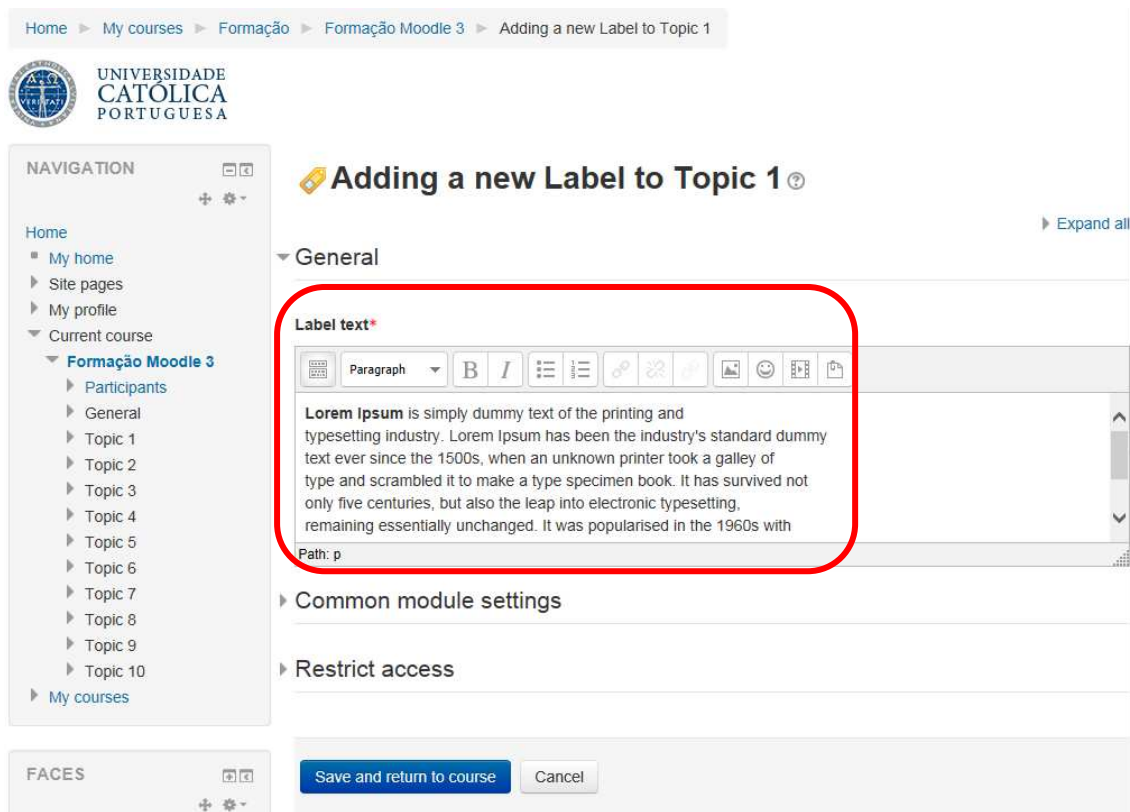 Home My courses Formação Formação Moodle 3 Adding a new Label to Topic 1
UNIVERSIDADE
CATÓLICA
PORTUGUESA
NAVIGATION
Home
My home
Site pages
My profile
Current course
Formação Moodle 3
Participants
General
Topic 1
Topic 2
Topic 3
Topic 4
Topic 5
Topic 6
Topic 7
Topic 8
Topic 9
Topic 10
My courses
FACES
Adding a new Label to Topic 1
Expand all
General
Label text*
Paragraph B I
Lorem Ipsum is simply dummy text of the printing and
typesetting industry. Lorem Ipsum has been the industry's standard dummy
text ever since the 1500s, when an unknown printer took a galley of
type and scrambled it to make a type specimen book. It has survived not
only five centuries, but also the leap into electronic typesetting,
remaining essentially unchanged. It was popularised in the 1960s with
Path: p
Common module settings
Restrict access
Save and return to course Cancel